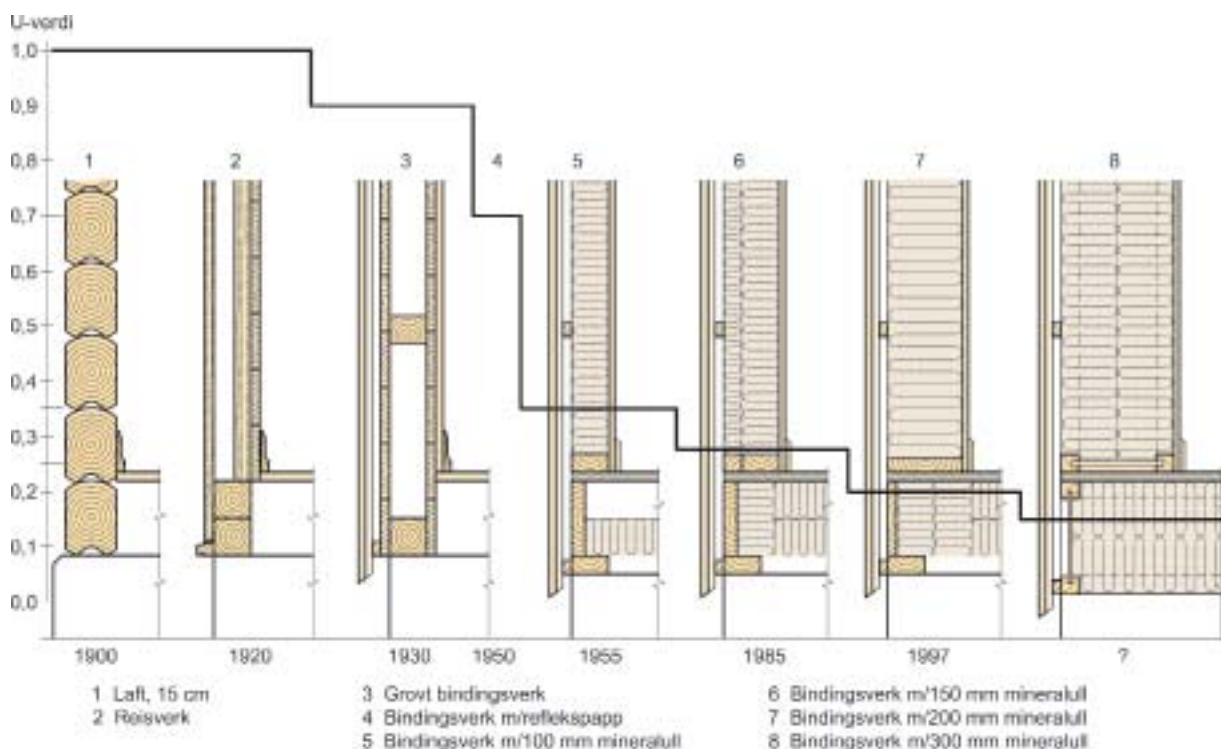 U-verdi
1,0
0,9
0,8
0,7
0,6
0,5
0,4
0,3
0,2
0,1
0,0
1 2 3 4 5 6 7 8
1900 1920 1930 1950 1955 1985 1997 ?
1 Laft, 15 cm
2 Reisverk
3 Grovt bindingsverk
4 Bindingsverk m/reflekspapp
5 Bindingsverk m/100 mm mineralull
6 Bindingsverk m/150 mm mineralull
7 Bindingsverk m/200 mm mineralull
8 Bindingsverk m/300 mm mineralull